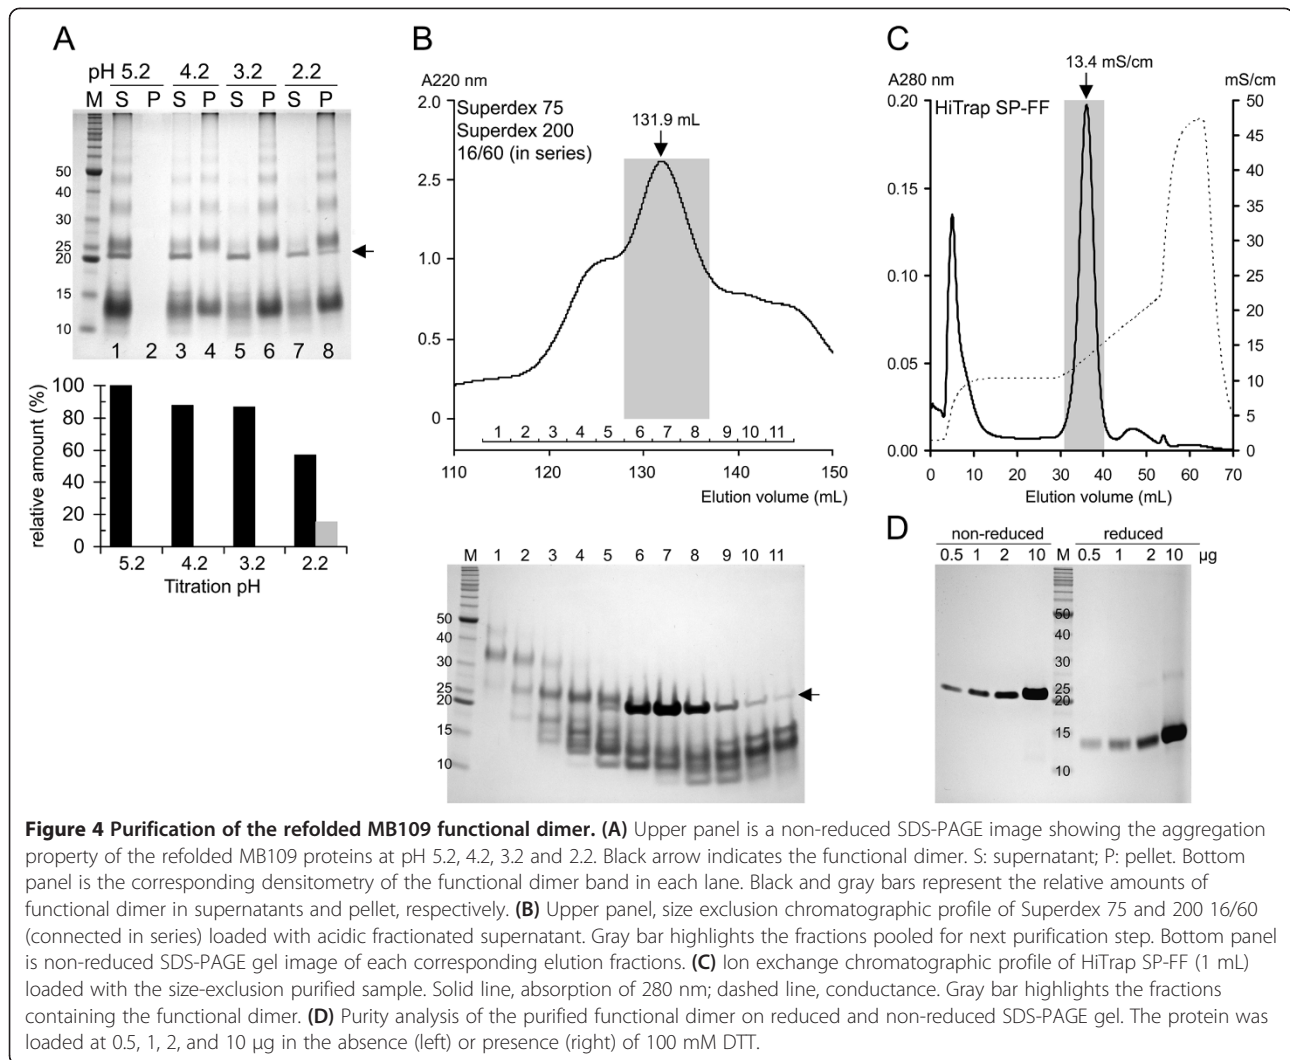 A
pH 5.2 4.2 3.2 2.2
M S P S P S P S P
50
40
30
25
20
15
10
1 2 3 4 5 6 7 8
relative amount (%)
100
80
60
40
20
0
5.2 4.2 3.2 2.2
Titration pH
B
A220 nm
2.0
2.5
1.0
0.5
0
Superdex 75
Superdex 200
16/60 (in series)
131.9 mL
1 2 3 4 5 6 7 8 9 10 11
110 120 130 140 150
Elution volume (mL)
M 1 2 3 4 5 6 7 8 9 10 11
50
40
30
25
20
15
10
C
13.4 mS/cm
A280 nm mS/cm
HiTrap SP-FF
0.20
0.15
0.10
0.05
0.00
50
45
40
35
30
25
20
15
10
5
0
0 10 20 30 40 50 60 70
Elution volume (mL)
D
non-reduced reduced
0.5 1 2 10 M 0.5 1 2 10 µg
50
40
30
25
20
15
10
Figure 4 Purification of the refolded MB109 functional dimer. (A) Upper panel is a non-reduced SDS-PAGE image showing the aggregation
property of the refolded MB109 proteins at pH 5.2, 4.2, 3.2 and 2.2. Black arrow indicates the functional dimer. S: supernatant; P: pellet. Bottom
panel is the corresponding densitometry of the functional dimer band in each lane. Black and gray bars represent the relative amounts of
functional dimer in supernatants and pellet, respectively. (B) Upper panel, size exclusion chromatographic profile of Superdex 75 and 200 16/60
(connected in series) loaded with acidic fractionated supernatant. Gray bar highlights the fractions pooled for next purification step. Bottom panel
is non-reduced SDS-PAGE gel image of each corresponding elution fractions. (C) Ion exchange chromatographic profile of HiTrap SP-FF (1 mL)
loaded with the size-exclusion purified sample. Solid line, absorption of 280 nm; dashed line, conductance. Gray bar highlights the fractions
containing the functional dimer. (D) Purity analysis of the purified functional dimer on reduced and non-reduced SDS-PAGE gel. The protein was
loaded at 0.5, 1, 2, and 10 µg in the absence (left) or presence (right) of 100 mM DTT.